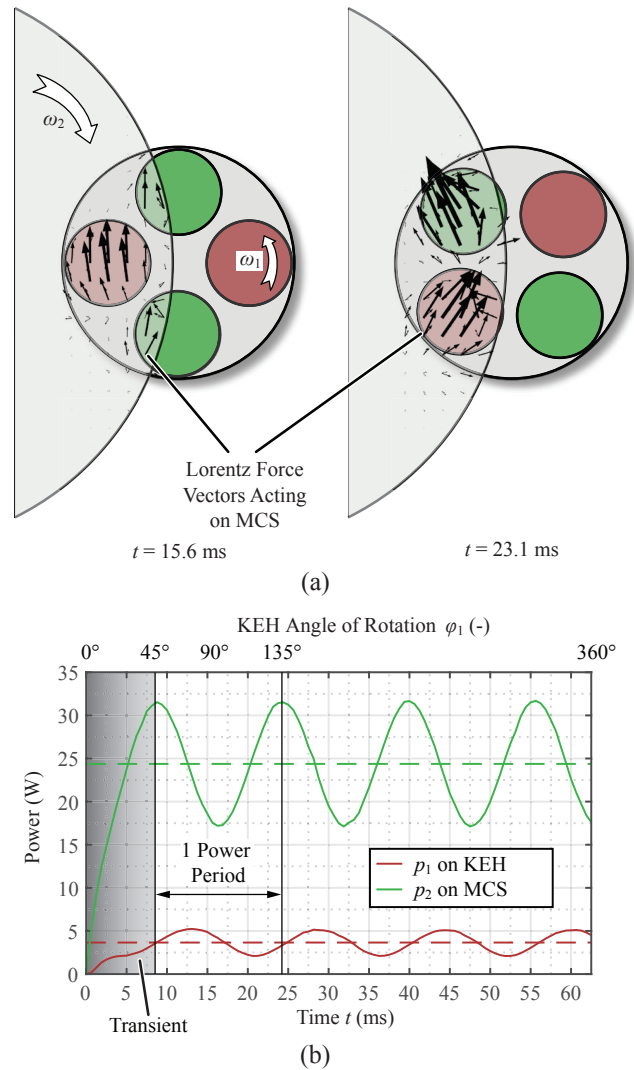 ω2
ω1
Lorentz Force
Vectors Acting
on MCS
t = 15.6 ms
t = 23.1 ms
(a)
KEH Angle of Rotation φ1 (-)
0° 45° 90° 135° 360°
35
30
25
20
15
10
5
0
Power (W)
1 Power
Period
p1 on KEH
p2 on MCS
0 5 10 15 20 25 30 35 40 45 50 55 60
Time t (ms)
Transient
(b)